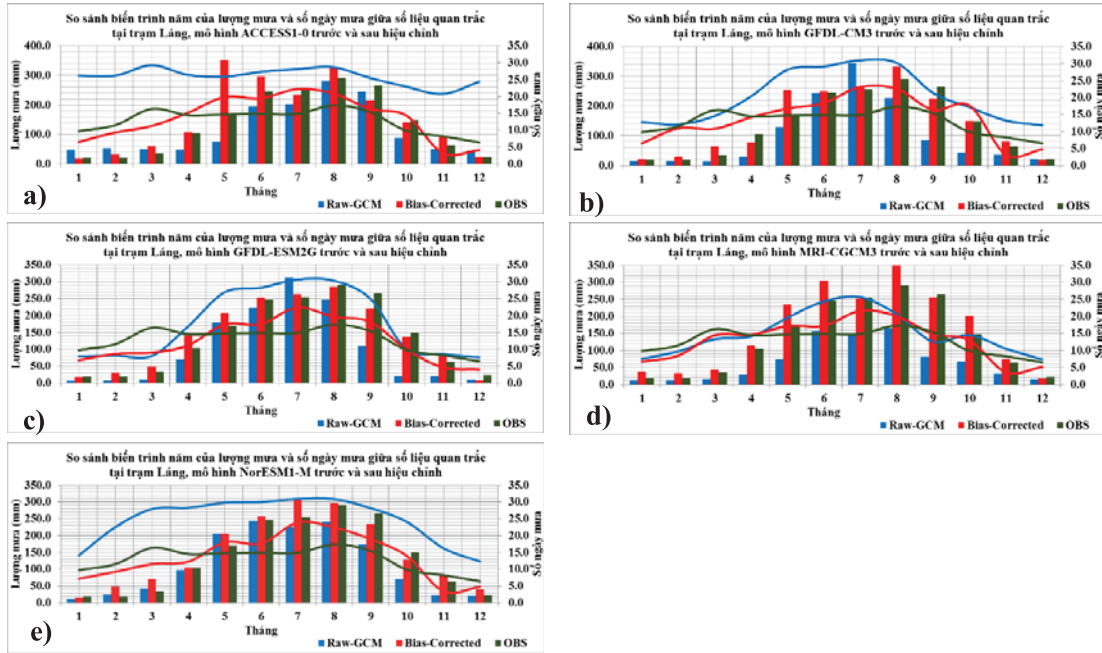 So sánh biến trình năm của lượng mưa và số ngày mưa giữa số liệu quan trắc
tại trạm Láng, mô hình ACCESS1-0 trước và sau hiệu chỉnh
Lượng mưa (mm)
400.0
300.0
200.0
100.0
0.0
35.0
30.0
25.0
20.0
15.0
10.0
5.0
0.0
Số ngày mưa
1 2 3 4 5 6 7 8 9 10 11 12
Tháng
Raw-GCM Bias-Corrected OBS
a)
So sánh biến trình năm của lượng mưa và số ngày mưa giữa số liệu quan trắc
tại trạm Láng, mô hình GFDL-CM3 trước và sau hiệu chỉnh
Lượng mưa (mm)
400.0
300.0
200.0
100.0
0.0
35.0
30.0
25.0
20.0
15.0
10.0
5.0
0.0
Số ngày mưa
1 2 3 4 5 6 7 8 9 10 11 12
Tháng
Raw-GCM Bias-Corrected OBS
b)
So sánh biến trình năm của lượng mưa và số ngày mưa giữa số liệu quan trắc
tại trạm Láng, mô hình GFDL-ESM2G trước và sau hiệu chỉnh
Lượng mưa (mm)
350.0
300.0
250.0
200.0
150.0
100.0
50.0
0.0
35.0
30.0
25.0
20.0
15.0
10.0
5.0
0.0
Số ngày mưa
1 2 3 4 5 6 7 8 9 10 11 12
Tháng
Raw-GCM Bias-Corrected OBS
c)
So sánh biến trình năm của lượng mưa và số ngày mưa giữa số liệu quan trắc
tại trạm Láng, mô hình MRI-CGCM3 trước và sau hiệu chỉnh
Lượng mưa (mm)
350.0
300.0
250.0
200.0
150.0
100.0
50.0
0.0
35.0
30.0
25.0
20.0
15.0
10.0
5.0
0.0
Số ngày mưa
1 2 3 4 5 6 7 8 9 10 11 12
Tháng
Raw-GCM Bias-Corrected OBS
d)
So sánh biến trình năm của lượng mưa và số ngày mưa giữa số liệu quan trắc
tại trạm Láng, mô hình NorESM1-M trước và sau hiệu chỉnh
Lượng mưa (mm)
350.0
300.0
250.0
200.0
150.0
100.0
50.0
0.0
35.0
30.0
25.0
20.0
15.0
10.0
5.0
0.0
Số ngày mưa
1 2 3 4 5 6 7 8 9 10 11 12
Tháng
Raw-GCM Bias-Corrected OBS
e)